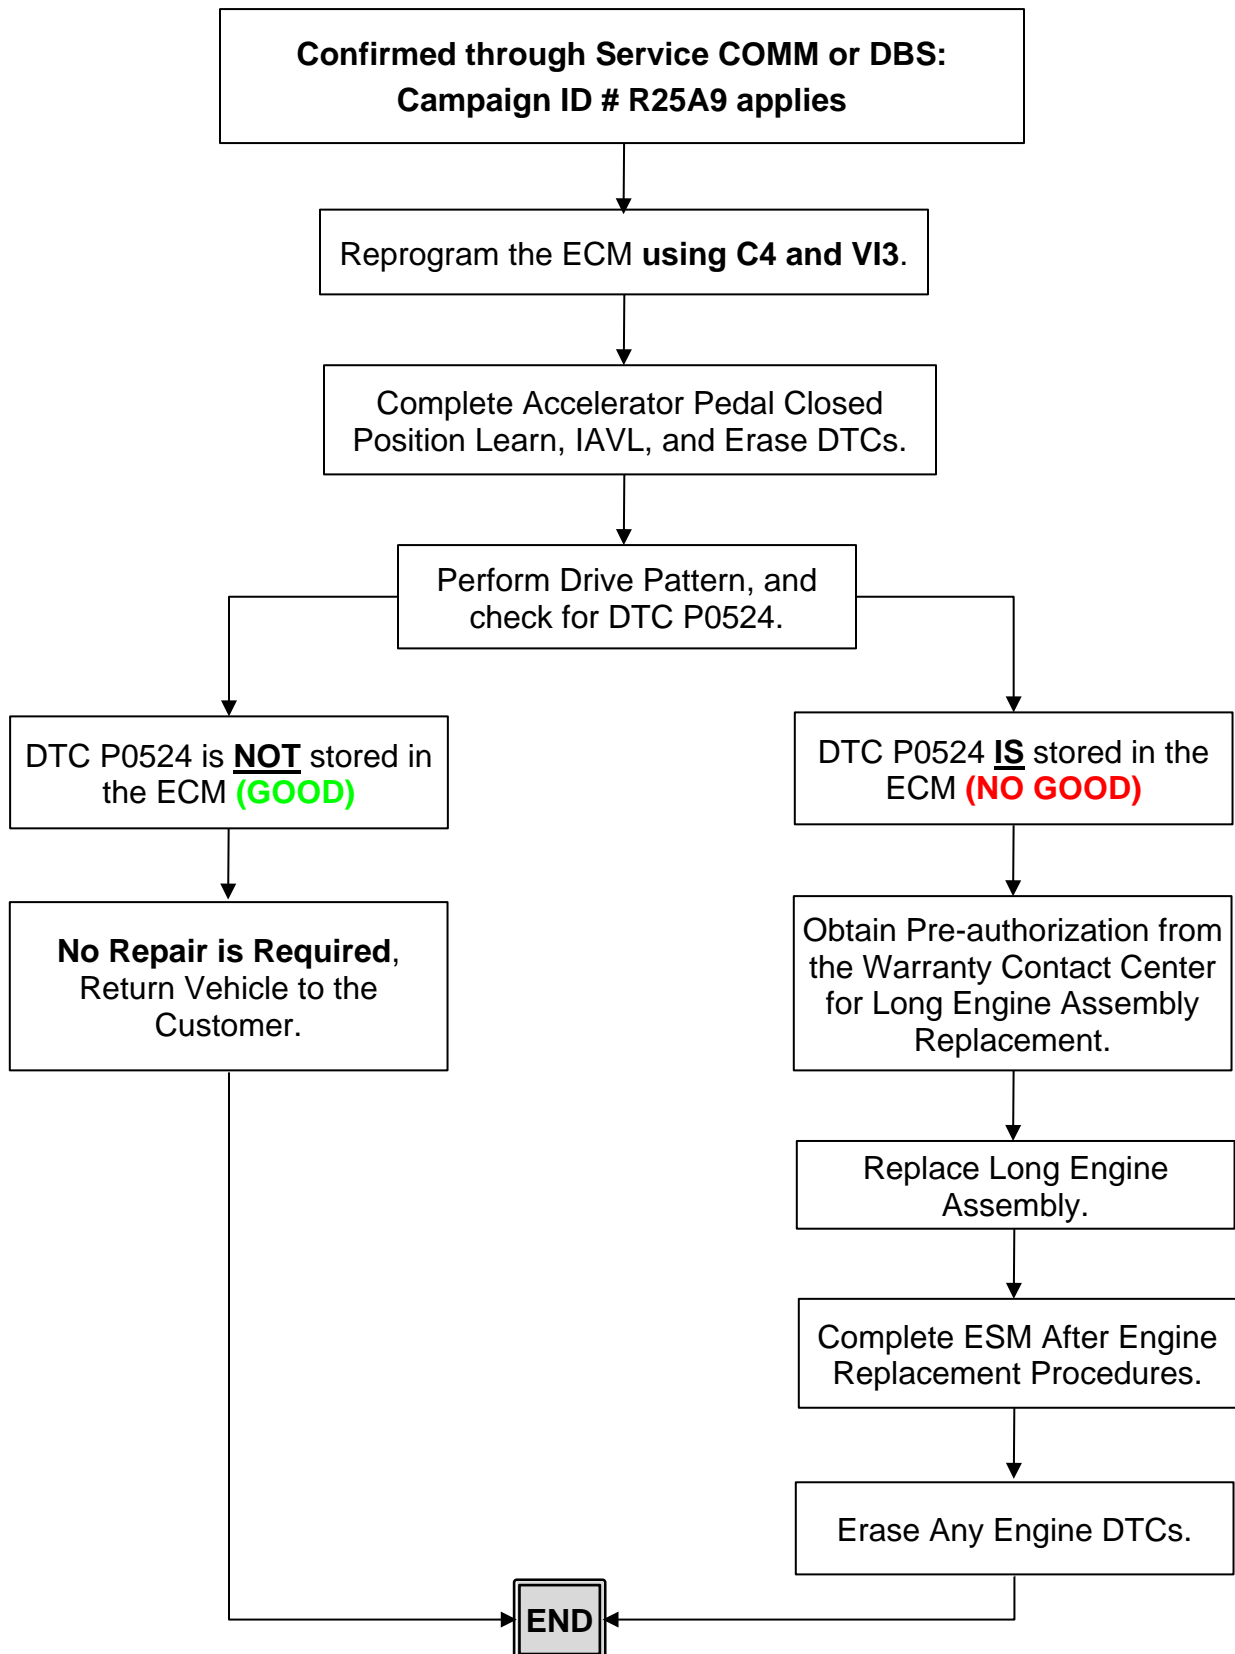 Confirmed through Service COMM or DBS:
Campaign ID # R25A9 applies
Reprogram the ECM using C4 and VI3.
Complete Accelerator Pedal Closed
Position Learn, IAVL, and Erase DTCs.
Perform Drive Pattern, and
check for DTC P0524.
DTC P0524 is NOT stored in
the ECM (GOOD)
No Repair is Required,
Return Vehicle to the
Customer.
DTC P0524 IS stored in the
ECM (NO GOOD)
Obtain Pre-authorization from
the Warranty Contact Center
for Long Engine Assembly
Replacement.
Replace Long Engine
Assembly.
Complete ESM After Engine
Replacement Procedures.
Erase Any Engine DTCs.
END